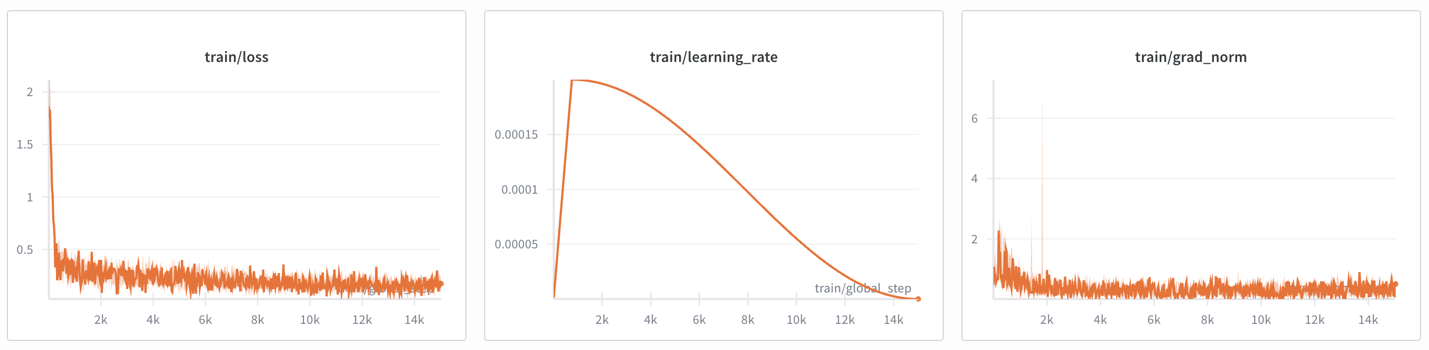 train/loss
2
1.5
1
0.5
2k 4k 6k 8k 10k 12k 14k
train/learning_rate
0.00015
0.0001
0.00005
train/global_step
2k 4k 6k 8k 10k 12k 14k
train/grad_norm
6
4
2
2k 4k 6k 8k 10k 12k 14k